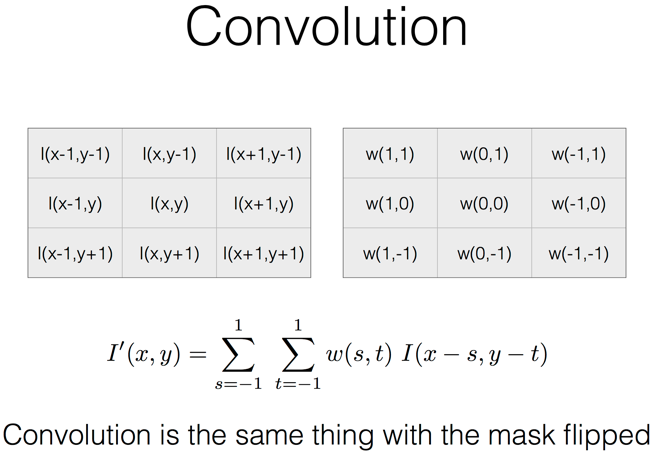 Convolution
I(x-1,y-1) I(x,y-1) I(x+1,y-1) w(1,1) w(0,1) w(-1,1)
I(x-1,y) I(x,y) I(x+1,y) w(1,0) w(0,0) w(-1,0)
I(x-1,y+1) I(x,y+1) I(x+1,y+1) w(1,-1) w(0,-1) w(-1,-1)
I′(x, y) = ∑_{s=−1}^{1} ∑_{t=−1}^{1} w(s, t) I(x − s, y − t)
Convolution is the same thing with the mask flipped